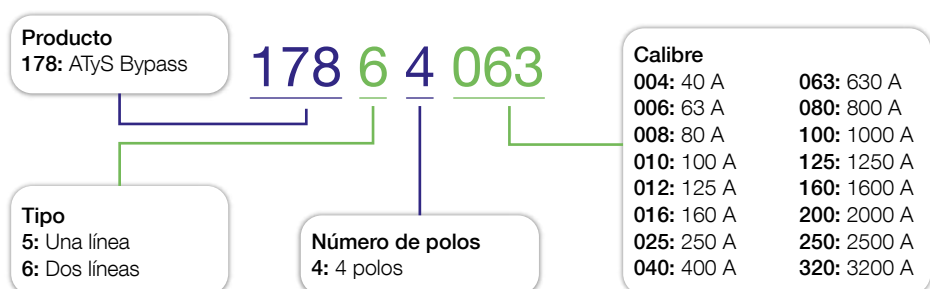 Producto
178: ATyS Bypass
178 6 4 063
Tipo
5: Una línea
6: Dos líneas
Número de polos
4: 4 polos
Calibre
004: 40 A 063: 630 A
006: 63 A 080: 800 A
008: 80 A 100: 1000 A
010: 100 A 125: 1250 A
012: 125 A 160: 1600 A
016: 160 A 200: 2000 A
025: 250 A 250: 2500 A
040: 400 A 320: 3200 A